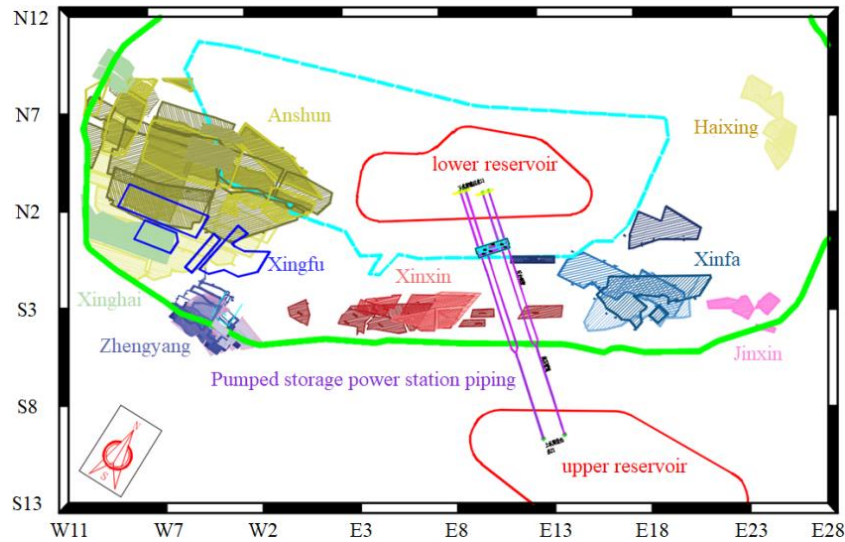 N12
N7
N2
S3
S8
S13
Anshun
Haixing
lower reservoir
Xingfu
Xinfa
Xinxin
Xinghai
Zhengyang
Jinxin
Pumped storage power station piping
upper reservoir
N
S
W11 W7 W2 E3 E8 E13 E18 E23 E28